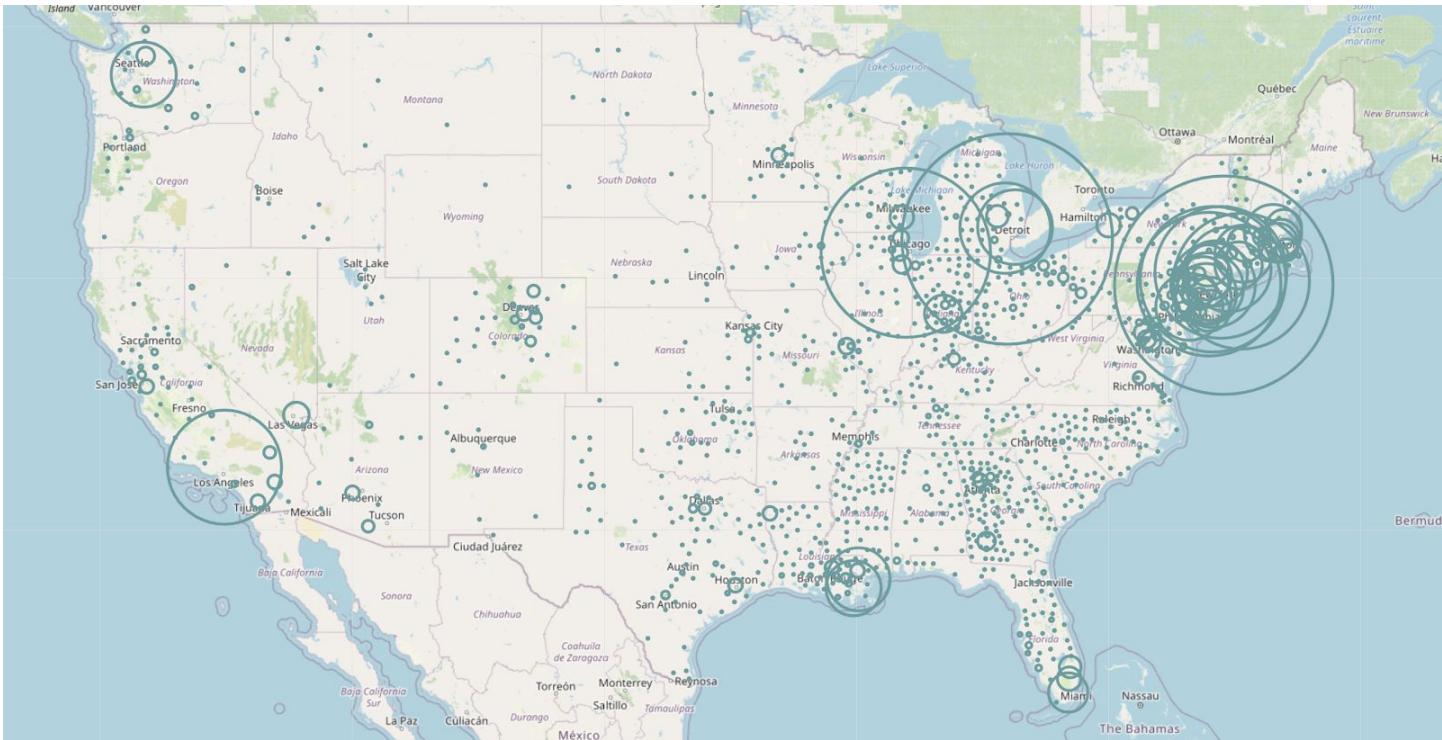 Island
Vancouver
Seattle
Washington
Portland
Oregon
Idaho
Boise
Montana
North Dakota
South Dakota
Wyoming
Nebraska
Lincoln
Minnesota
Minneapolis
Wisconsin
Lake Superior
Michigan
Lake Huron
Lake Michigan
Milwaukee
Chicago
Detroit
Toronto
Hamilton
Ottawa
Montréal
Québec
Saint
Laurent,
Estuaire
maritime
New Brunswick
Maine
New York
Pennsylvania
Ohio
Indiana
Illinois
Iowa
Salt Lake
City
Utah
Nevada
Sacramento
San Jose
California
Fresno
Las Vegas
Denver
Colorado
Kansas
Kansas City
Missouri
Kentucky
West Virginia
Virginia
Washington
Richmond
Raleigh
North Carolina
Charlotte
South Carolina
Tennessee
Memphis
Arkansas
Tulsa
Oklahoma
Albuquerque
New Mexico
Arizona
Phoenix
Tucson
Los Angeles
Tijuana
Mexicali
Ciudad Juárez
Texas
Dallas
Austin
Houston
San Antonio
Louisiana
Baton Rouge
Mississippi
Alabama
Georgia
Atlanta
Jacksonville
Florida
Miami
Nassau
The Bahamas
Bermud
Baja California
Sonora
Chihuahua
Coahuila
de Zaragoza
Baja California
Sur
La Paz
Culiacán
Durango
Torreón
Monterrey
Saltillo
Reynosa
Tamaulipas
México